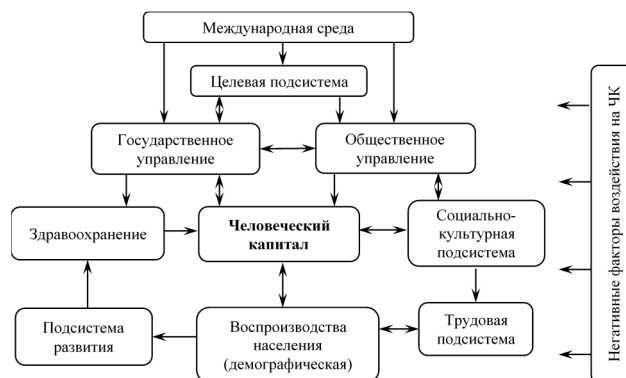 Международная среда
Целевая подсистема
Государственное
управление
Общественное
управление
Здравоохранение
Человеческий
капитал
Социально-
культурная
подсистема
Подсистема
развития
Воспроизводства
населения
(демографическая)
Трудовая
подсистема
Негативные факторы воздействия на ЧК